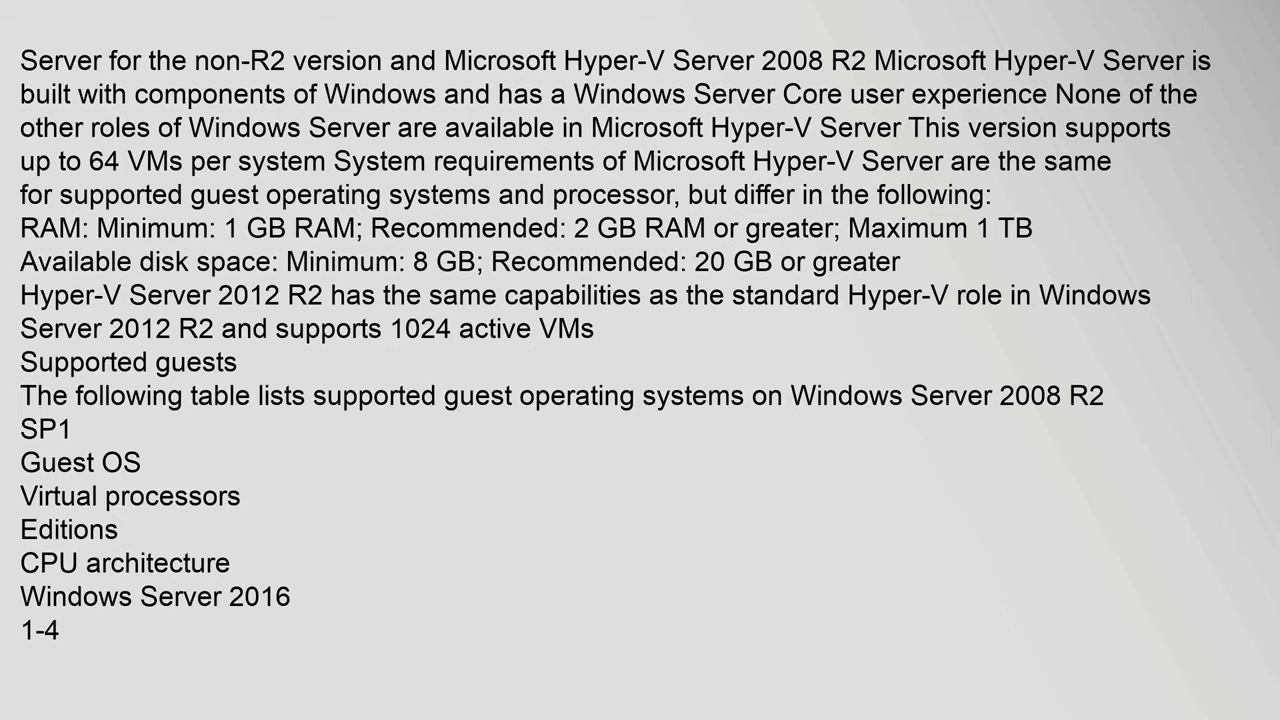 Server for the non-R2 version and Microsoft Hyper-V Server 2008 R2 Microsoft Hyper-V Server is
built with components of Windows and has a Windows Server Core user experience None of the
other roles of Windows Server are available in Microsoft Hyper-V Server This version supports
up to 64 VMs per system System requirements of Microsoft Hyper-V Server are the same
for supported guest operating systems and processor, but differ in the following:
RAM: Minimum: 1 GB RAM; Recommended: 2 GB RAM or greater; Maximum 1 TB
Available disk space: Minimum: 8 GB; Recommended: 20 GB or greater
Hyper-V Server 2012 R2 has the same capabilities as the standard Hyper-V role in Windows
Server 2012 R2 and supports 1024 active VMs
Supported guests
The following table lists supported guest operating systems on Windows Server 2008 R2
SP1
Guest OS
Virtual processors
Editions
CPU architecture
Windows Server 2016
1-4